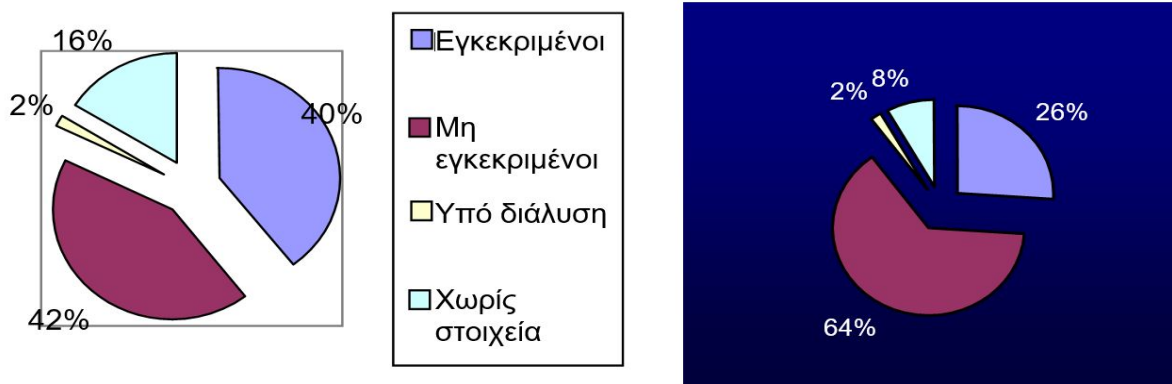 16%
2%
40%
42%
Εγκεκριμένοι
Μη
εγκεκριμένοι
Υπό διάλυση
Χωρίς
στοιχεία
2%
8%
26%
64%